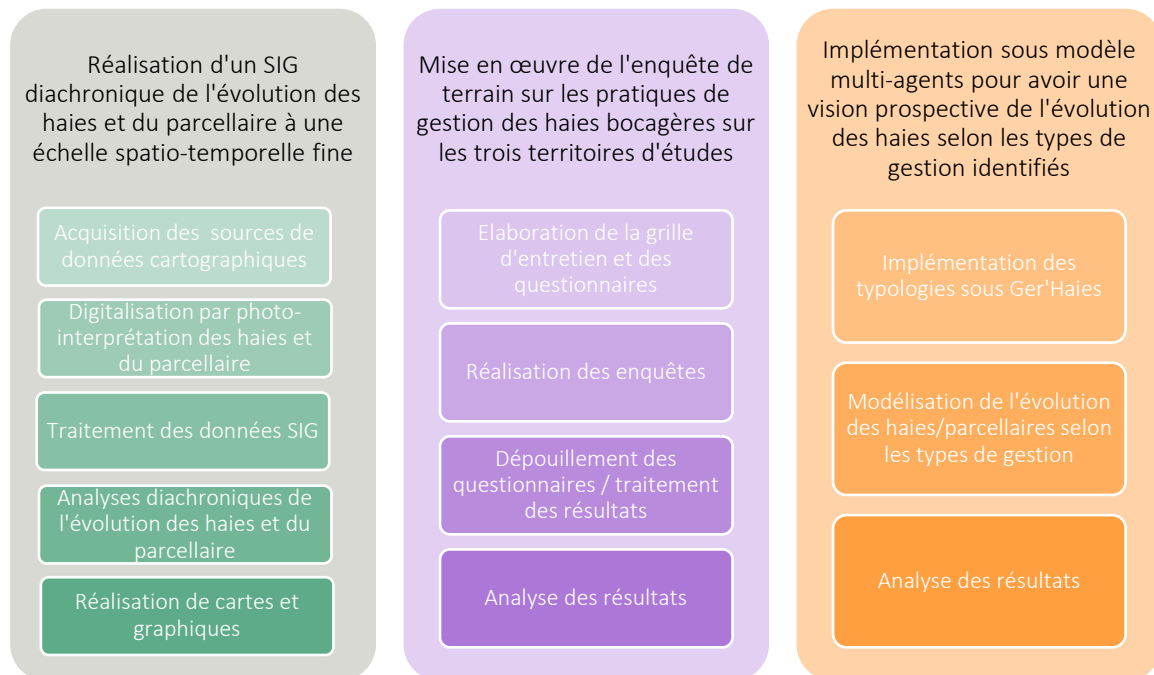 Réalisation d'un SIG
diachronique de l'évolution des
haies et du parcellaire à une
échelle spatio-temporelle fine
Acquisition des sources de
données cartographiques
Digitalisation par photo-
interprétation des haies et
du parcellaire
Traitement des données SIG
Analyses diachroniques de
l'évolution des haies et du
parcellaire
Réalisation de cartes et
graphiques
Mise en œuvre de l'enquête de
terrain sur les pratiques de
gestion des haies bocagères sur
les trois territoires d'études
Elaboration de la grille
d'entretien et des
questionnaires
Réalisation des enquêtes
Dépouillement des
questionnaires / traitement
des résultats
Analyse des résultats
Implémentation sous modèle
multi-agents pour avoir une
vision prospective de l'évolution
des haies selon les types de
gestion identifiés
Implémentation des
typologies sous Ger'Haies
Modélisation de l'évolution
des haies/parcellaires selon
les types de gestion
Analyse des résultats